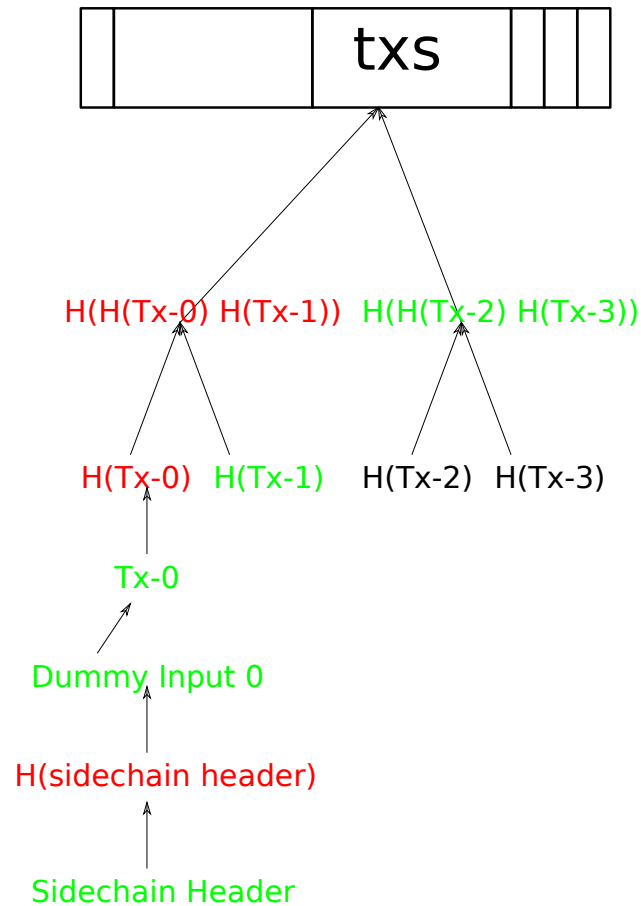 txs
H(H(Tx-0) H(Tx-1)) H(H(Tx-2) H(Tx-3))
H(Tx-0) H(Tx-1) H(Tx-2) H(Tx-3)
Tx-0
Dummy Input 0
H(sidechain header)
Sidechain Header